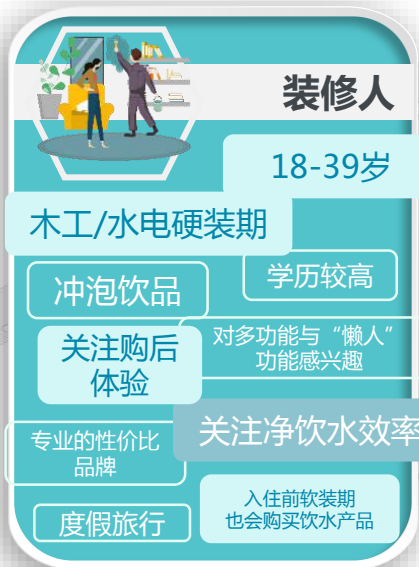 装修人
18-39岁
木工/水电硬装期
冲泡饮品
学历较高
关注购后
体验
对多功能与“懒人”
功能感兴趣
专业的性价比
品牌
关注净饮水效率
度假旅行
入住前软装期
也会购买饮水产品